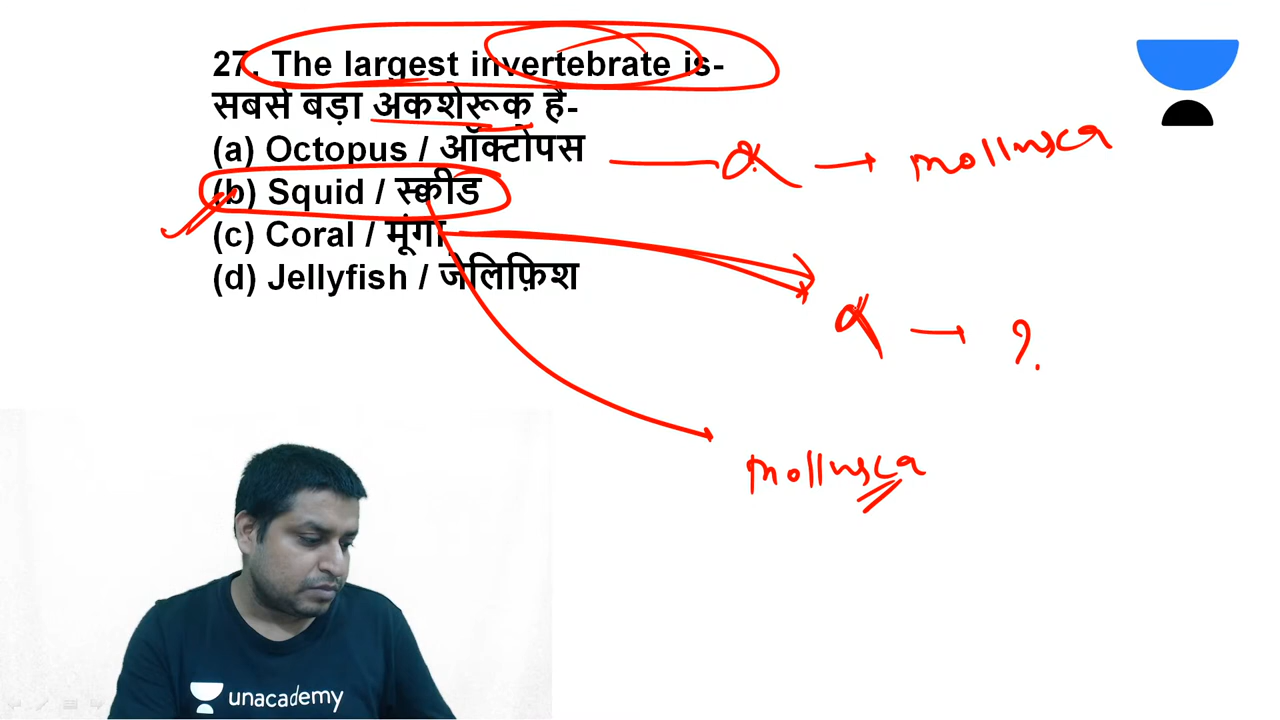 27. The largest invertebrate is-
सबसे बड़ा अकशेरूक है-
(a) Octopus / ऑक्टोपस
(b) Squid / स्कीड
(c) Coral / मूंगा
(d) Jellyfish / जेलिफ़िश
α → mollusca
α → ?
mollusca
unacademy